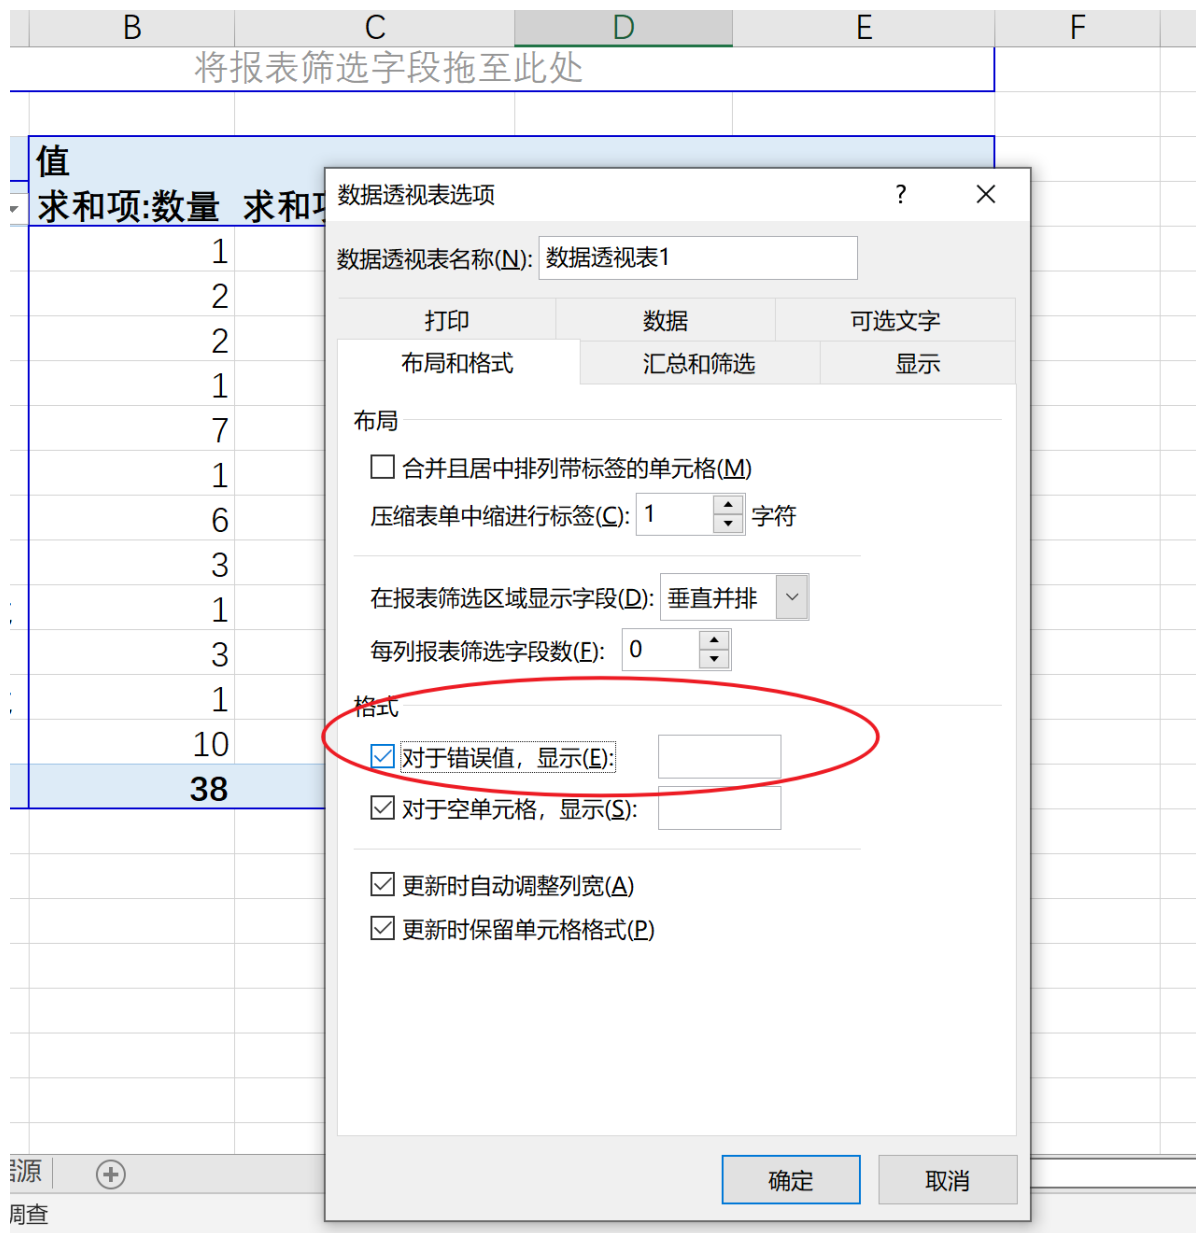 B C D E F
将报表筛选字段拖至此处
值
求和项:数量 求和项
1
2
2
1
7
1
6
3
1
3
1
10
38
数据透视表选项 ? ×
数据透视表名称(N): 数据透视表1
打印 数据 可选文字
布局和格式 汇总和筛选 显示
布局
合并且居中排列带标签的单元格(M)
压缩表单中缩进行标签(C): 1 字符
在报表筛选区域显示字段(D): 垂直并排
每列报表筛选字段数(F): 0
格式
对于错误值，显示(E):
对于空单元格，显示(S):
更新时自动调整列宽(A)
更新时保留单元格格式(P)
确定 取消
据源
调查